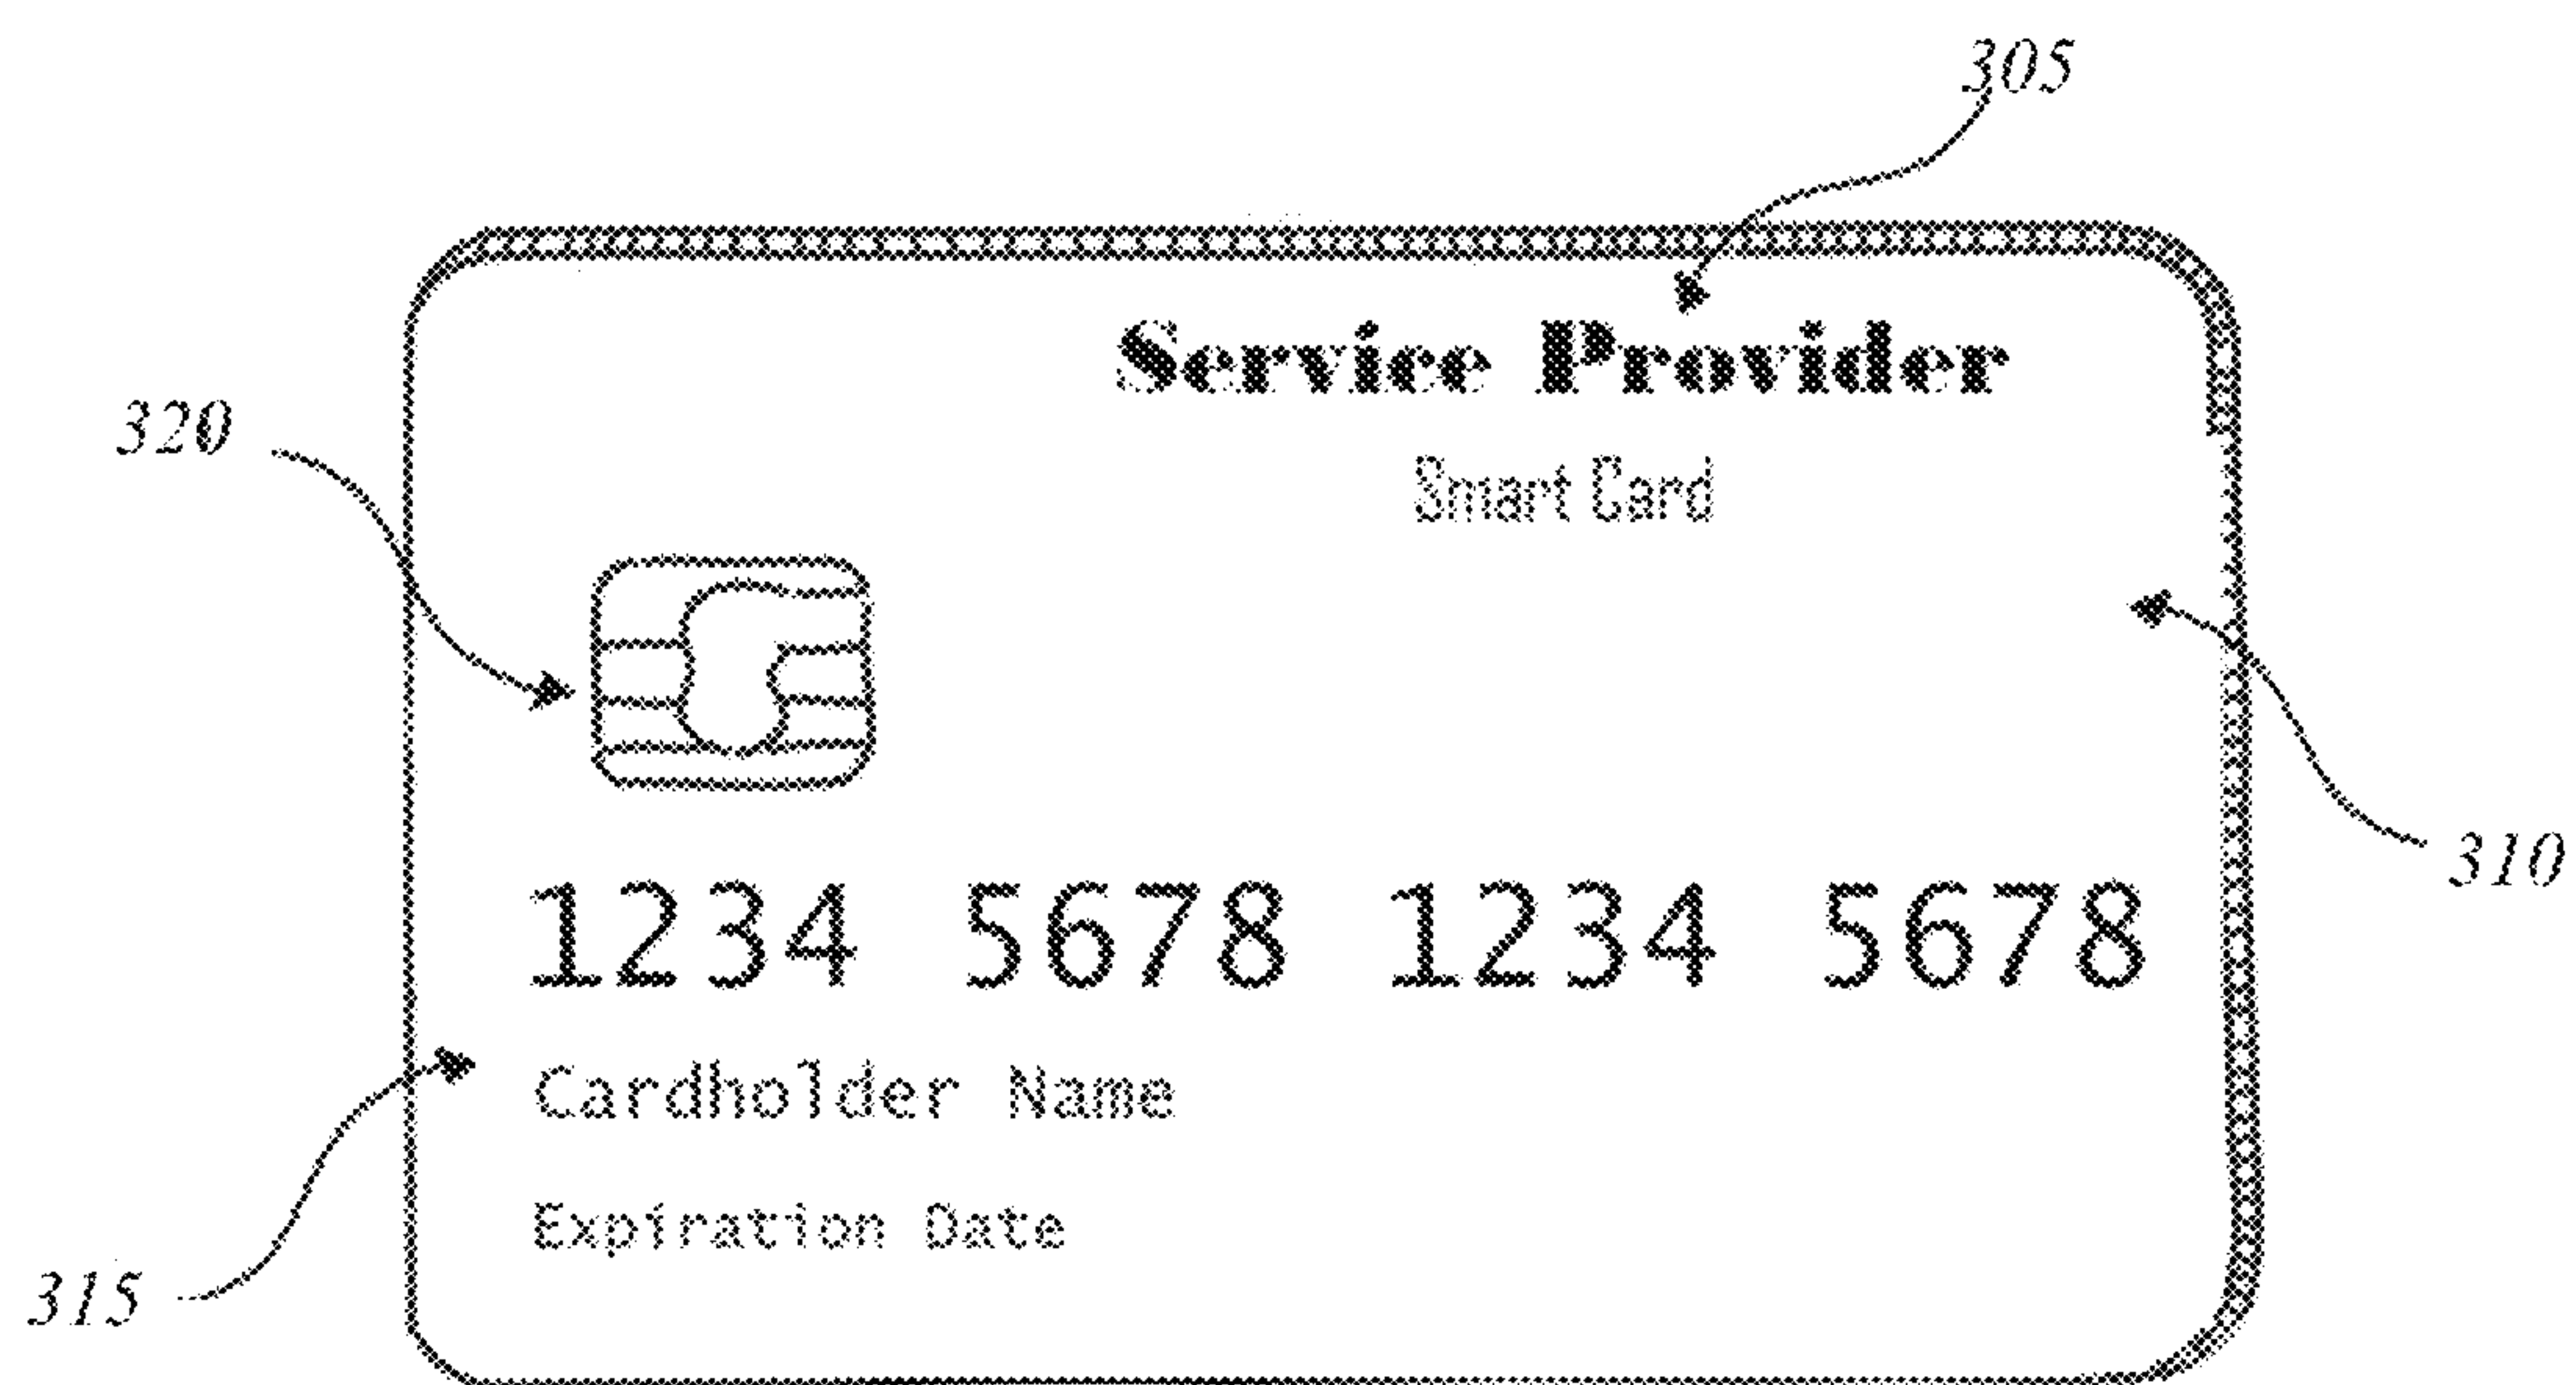 305
Service Provider
320
Smart Card
310
1234 5678 1234 5678
Cardholder Name
Expiration Date
315